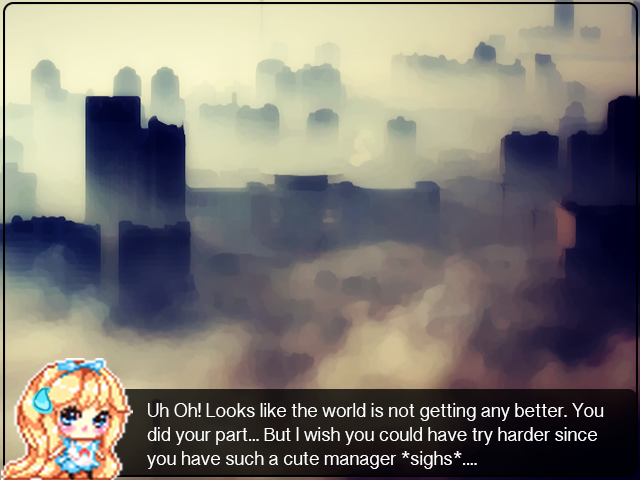 Uh Oh! Looks like the world is not getting any better. You
did your part... But I wish you could have try harder since
you have such a cute manager *sighs*....